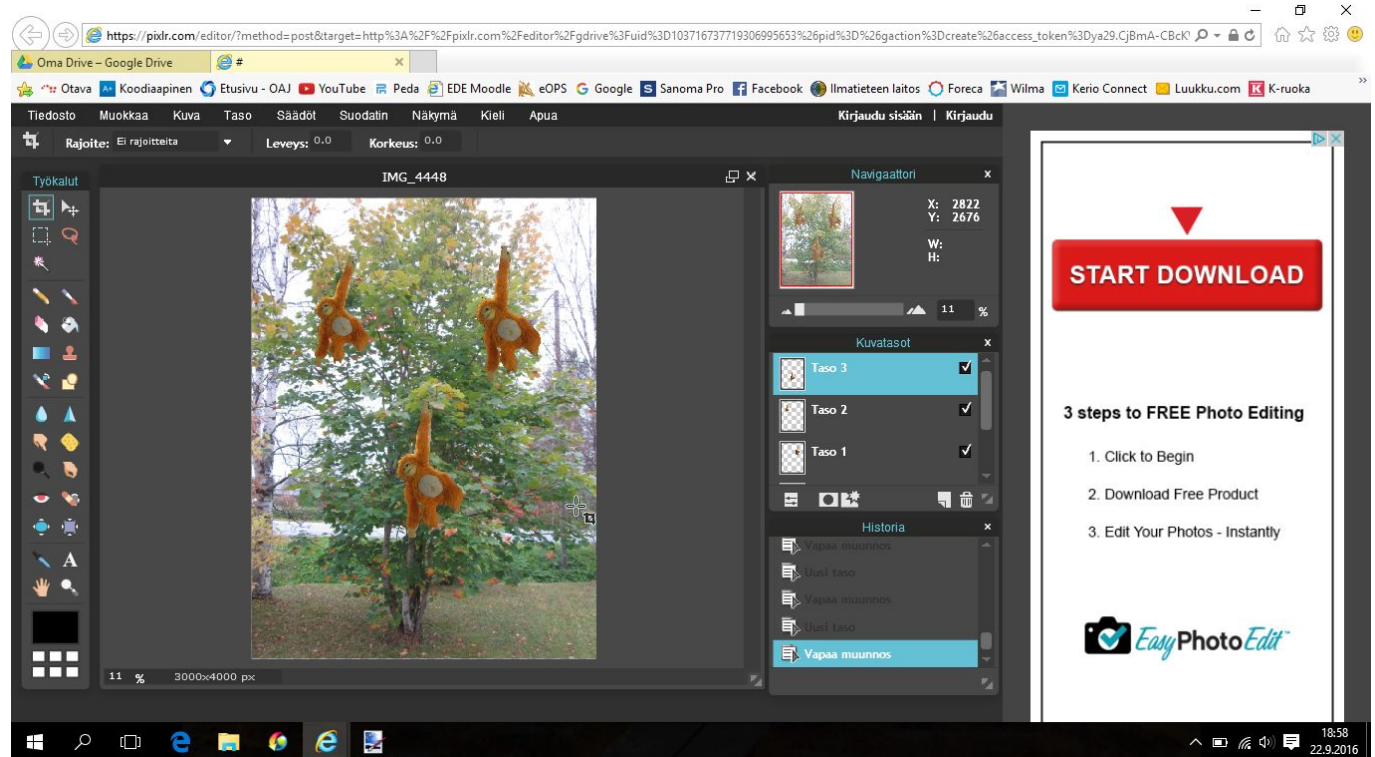 https://pixlr.com/editor/?method=post&target=http%3A%2F%2Fpixlr.com%2Feditor%2Fgdrive%3Fuid%3D103716737719306995653%26pid%3D%26gaction%3Dcreate%26access_token%3Dya29.CjBmA-CBcK
Oma Drive – Google Drive
#
Otava Koodiaapinen Etusivu - OAJ YouTube Peda EDE Moodle eOPS Google Sanoma Pro Facebook Ilmatieteen laitos Foreca Wilma Kerio Connect Luukku.com K-ruoka
Tiedosto Muokkaa Kuva Taso Säädöt Suodatin Näkymä Kieli Apua Kirjaudu sisään | Kirjaudu
Rajoite: Ei rajoitteita Leveys: 0.0 Korkeus: 0.0
Työkalut
IMG_4448
Navigaattori
X: 2822
Y: 2676
W:
H:
11 %
Kuvatasot
Taso 3
Taso 2
Taso 1
Historia
Vapaa muunnos
Uusi taso
Vapaa muunnos
Uusi taso
Vapaa muunnos
11 % 3000x4000 px
START DOWNLOAD
3 steps to FREE Photo Editing
1. Click to Begin
2. Download Free Product
3. Edit Your Photos - Instantly
EasyPhotoEdit
18:58
22.9.2016